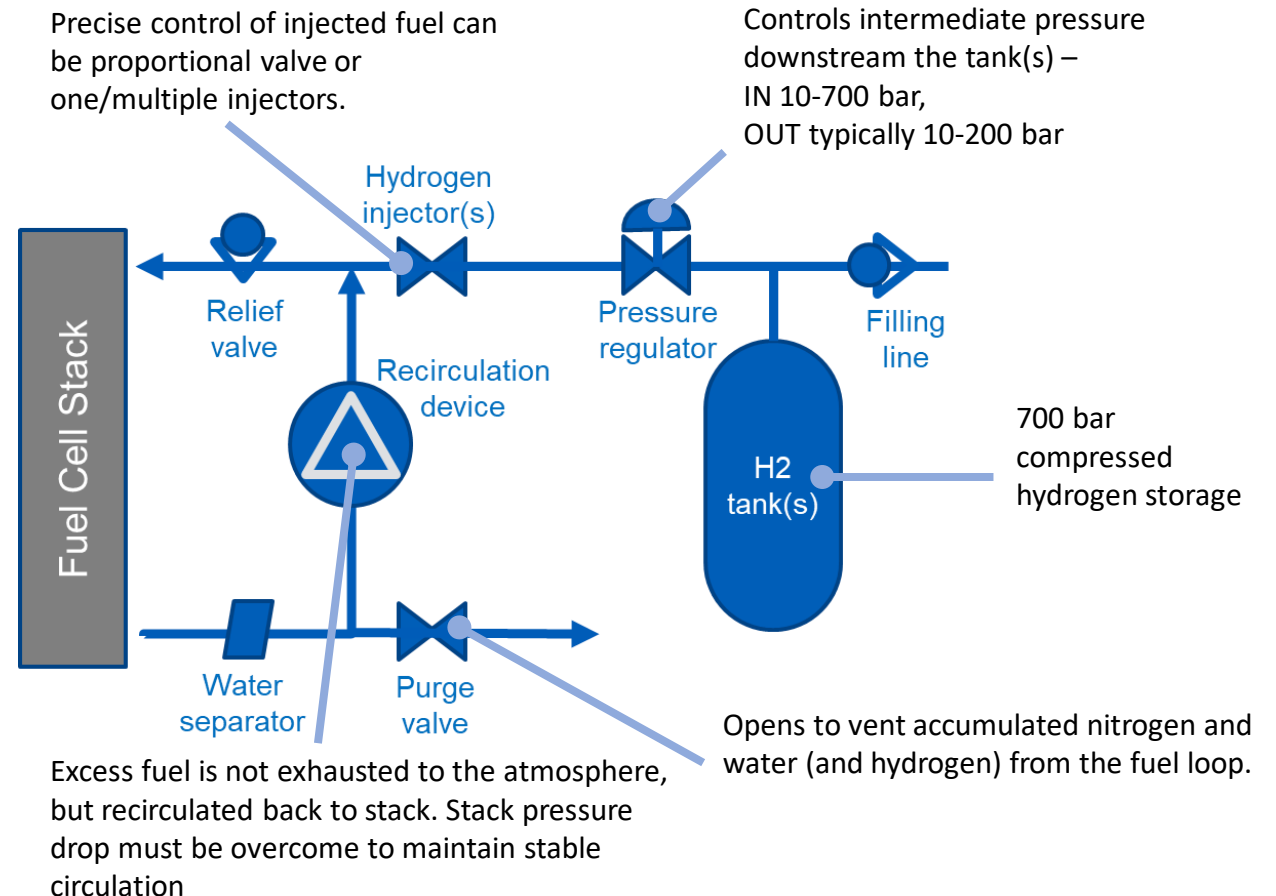 Precise control of injected fuel can
be proportional valve or
one/multiple injectors.
Controls intermediate pressure
downstream the tank(s) –
IN 10-700 bar,
OUT typically 10-200 bar
Hydrogen
injector(s)
Relief
valve
Pressure
regulator
Filling
line
Fuel Cell Stack
Recirculation
device
H2
tank(s)
700 bar
compressed
hydrogen storage
Water
separator
Purge
valve
Opens to vent accumulated nitrogen and
water (and hydrogen) from the fuel loop.
Excess fuel is not exhausted to the atmosphere,
but recirculated back to stack. Stack pressure
drop must be overcome to maintain stable
circulation